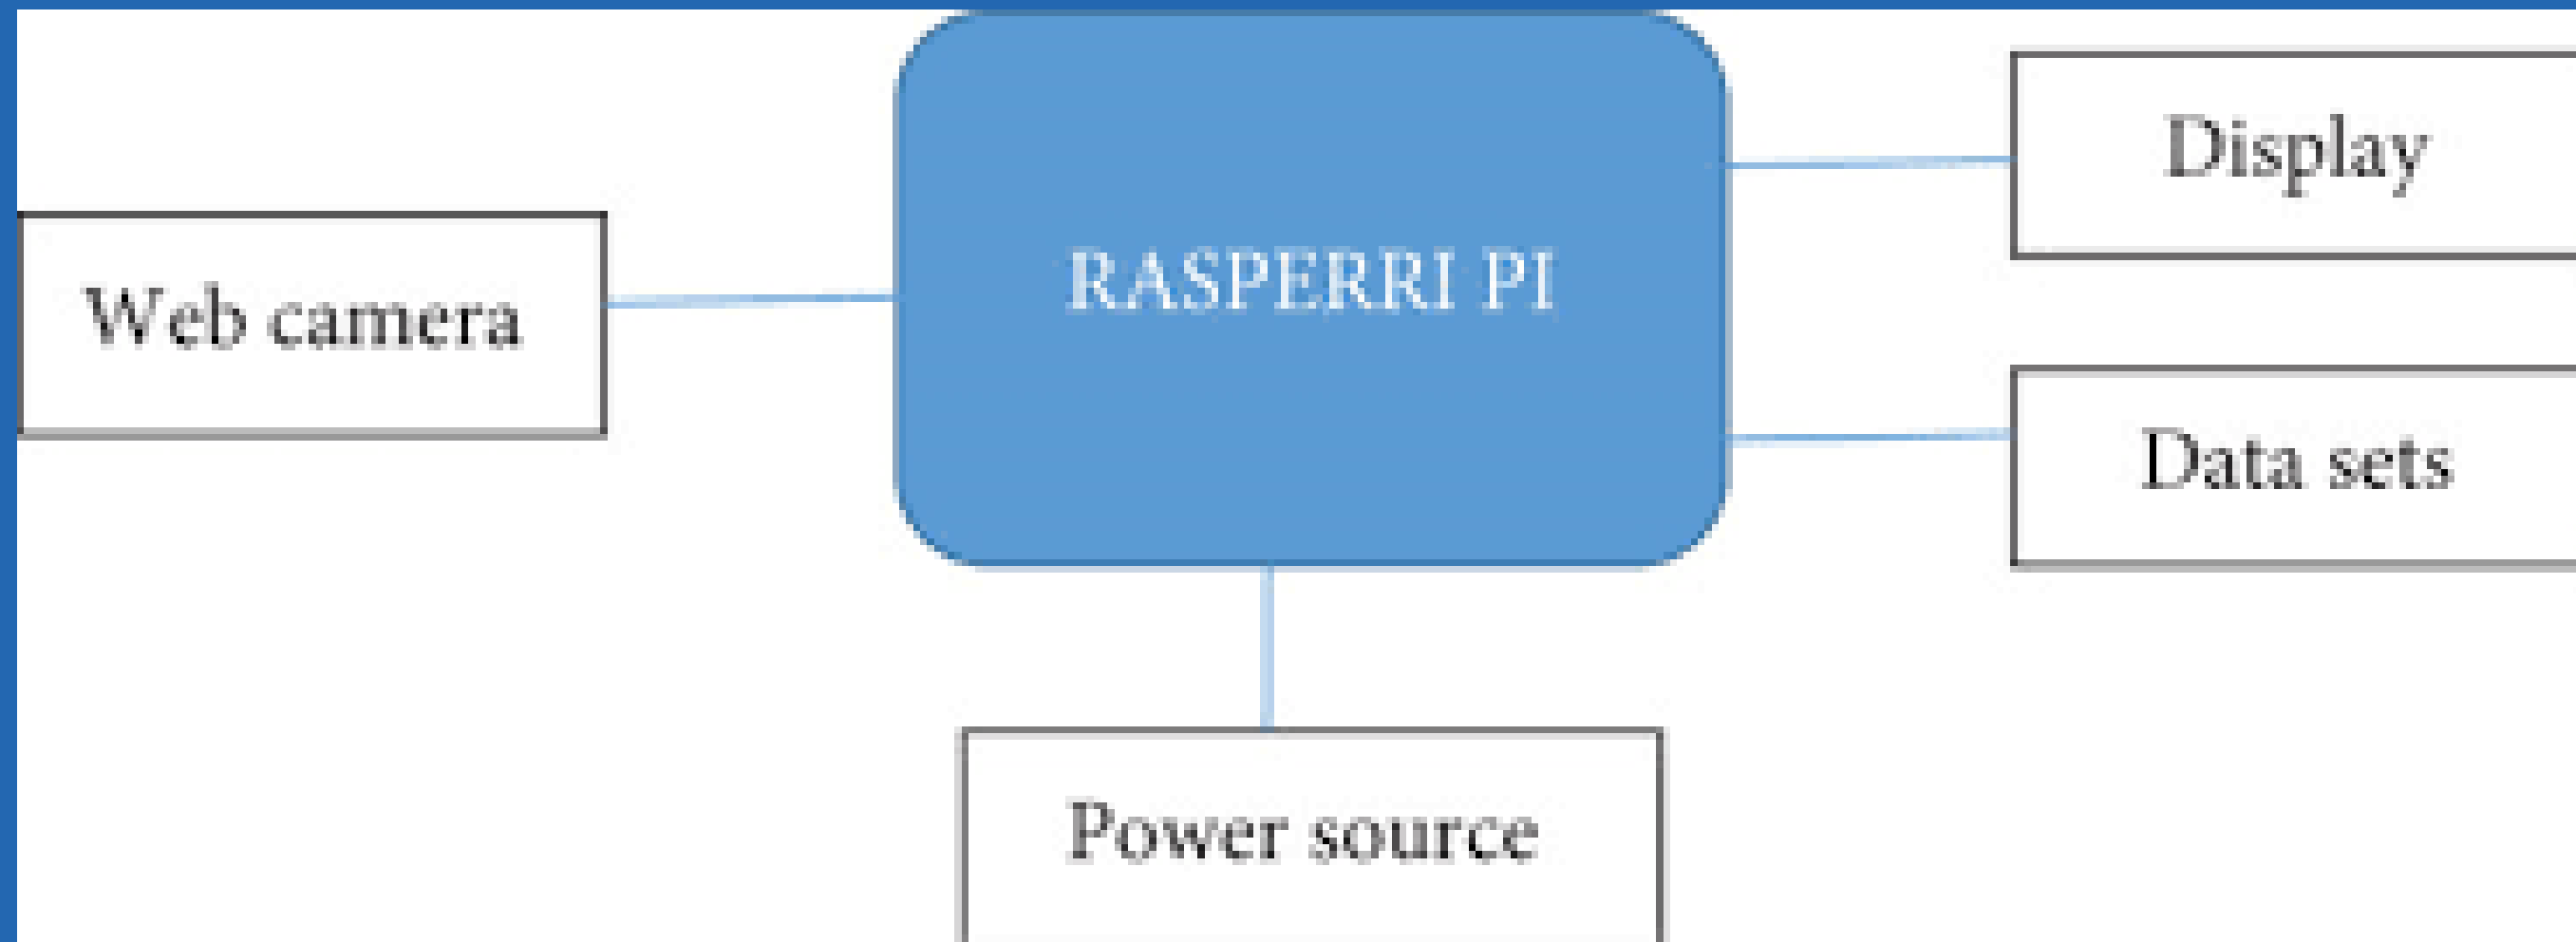 Display
RASPERRI PI
Web camera
Data sets
Power source